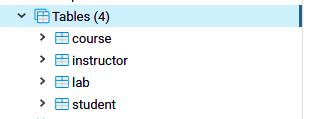 Tables (4)
course
instructor
lab
student